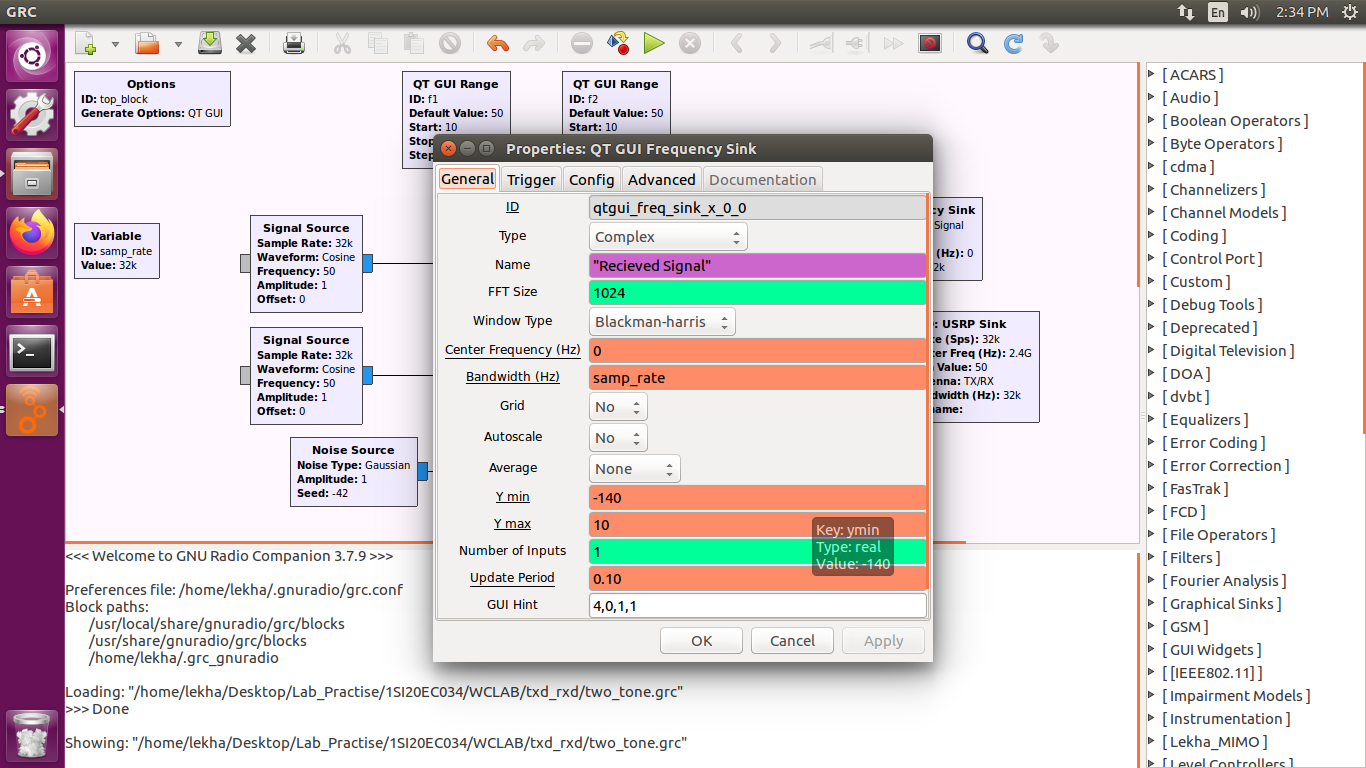 GRC
En
2:34 PM
Options
ID: top_block
Generate Options: QT GUI
QT GUI Range
ID: f1
Default Value: 50
Start: 10
Stop
Step
QT GUI Range
ID: f2
Default Value: 50
Start: 10
Variable
ID: samp_rate
Value: 32k
Signal Source
Sample Rate: 32k
Waveform: Cosine
Frequency: 50
Amplitude: 1
Offset: 0
Signal Source
Sample Rate: 32k
Waveform: Cosine
Frequency: 50
Amplitude: 1
Offset: 0
Noise Source
Noise Type: Gaussian
Amplitude: 1
Seed: -42
cy Sink
Signal
(Hz): 0
2k
: USRP Sink
te (Sps): 32k
ter Freq (Hz): 2.4G
n Value: 50
enna: TX/RX
dwidth (Hz): 32k
name:
Properties: QT GUI Frequency Sink
General Trigger Config Advanced Documentation
ID qtgui_freq_sink_x_0_0
Type Complex
Name "Recieved Signal"
FFT Size 1024
Window Type Blackman-harris
Center Frequency (Hz) 0
Bandwidth (Hz) samp_rate
Grid No
Autoscale No
Average None
Y min -140
Y max 10
Number of Inputs 1
Update Period 0.10
GUI Hint 4,0,1,1
Key: ymin
Type: real
Value: -140
OK Cancel Apply
<<< Welcome to GNU Radio Companion 3.7.9 >>>
Preferences file: /home/lekha/.gnuradio/grc.conf
Block paths:
/usr/local/share/gnuradio/grc/blocks
/usr/share/gnuradio/grc/blocks
/home/lekha/.grc_gnuradio
Loading: "/home/lekha/Desktop/Lab_Practise/1SI20EC034/WCLAB/txd_rxd/two_tone.grc"
>>> Done
Showing: "/home/lekha/Desktop/Lab_Practise/1SI20EC034/WCLAB/txd_rxd/two_tone.grc"
[ ACARS ]
[ Audio ]
[ Boolean Operators ]
[ Byte Operators ]
[ cdma ]
[ Channelizers ]
[ Channel Models ]
[ Coding ]
[ Control Port ]
[ Custom ]
[ Debug Tools ]
[ Deprecated ]
[ Digital Television ]
[ DOA ]
[ dvbt ]
[ Equalizers ]
[ Error Coding ]
[ Error Correction ]
[ FasTrak ]
[ FCD ]
[ File Operators ]
[ Filters ]
[ Fourier Analysis ]
[ Graphical Sinks ]
[ GSM ]
[ GUI Widgets ]
[ [IEEE802.11] ]
[ Impairment Models ]
[ Instrumentation ]
[ Lekha_MIMO ]
[ Level Controllers ]